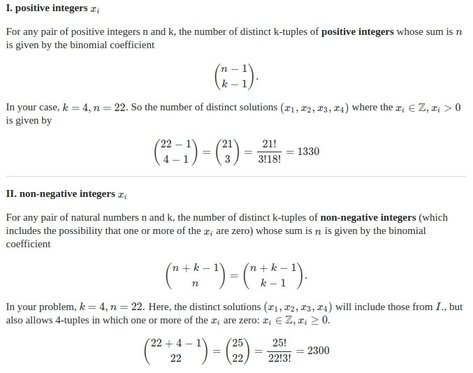 I. positive integers x_i
For any pair of positive integers n and k, the number of distinct k-tuples of positive integers whose sum is n
is given by the binomial coefficient
\binom{n-1}{k-1}.
In your case, k = 4, n = 22. So the number of distinct solutions (x_1, x_2, x_3, x_4) where the x_i ∈ ℤ, x_i > 0
is given by
\binom{22-1}{4-1} = \binom{21}{3} = \frac{21!}{3!18!} = 1330
II. non-negative integers x_i
For any pair of natural numbers n and k, the number of distinct k-tuples of non-negative integers (which
includes the possibility that one or more of the x_i are zero) whose sum is n is given by the binomial
coefficient
\binom{n+k-1}{n} = \binom{n+k-1}{k-1}.
In your problem, k = 4, n = 22. Here, the distinct solutions (x_1, x_2, x_3, x_4) will include those from I., but
also allows 4-tuples in which one or more of the x_i are zero: x_i ∈ ℤ, x_i ≥ 0.
\binom{22+4-1}{22} = \binom{25}{22} = \frac{25!}{22!3!} = 2300